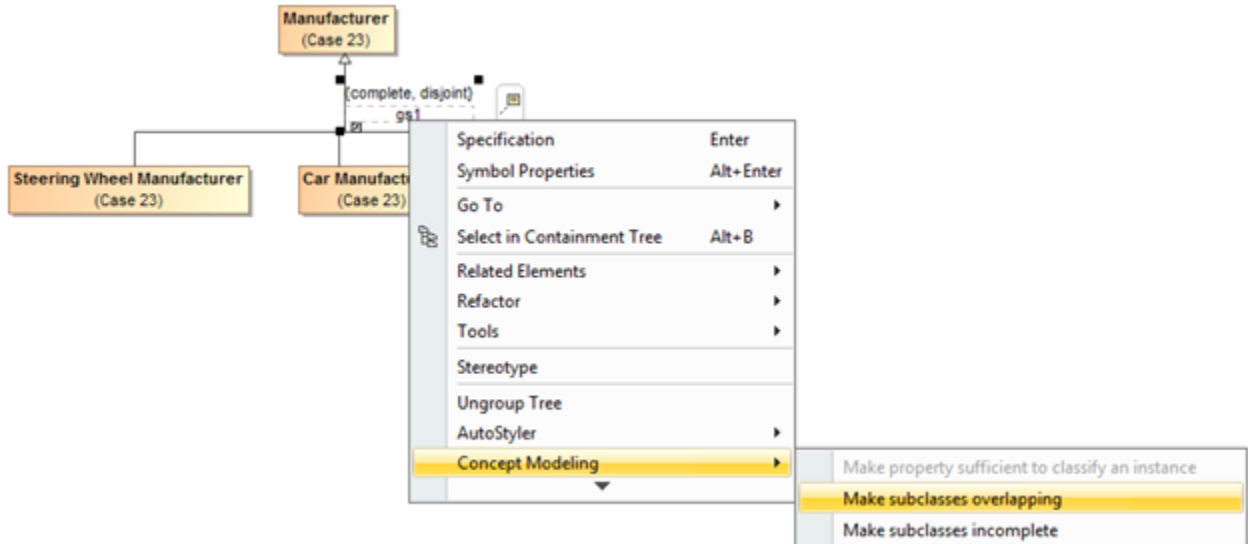 Manufacturer
(Case 23)
{complete, disjoint}
gs1
Steering Wheel Manufacturer
(Case 23)
Car Manufact
(Case 23)
Specification Enter
Symbol Properties Alt+Enter
Go To
Select in Containment Tree Alt+B
Related Elements
Refactor
Tools
Stereotype
Ungroup Tree
AutoStyler
Concept Modeling
Make property sufficient to classify an instance
Make subclasses overlapping
Make subclasses incomplete